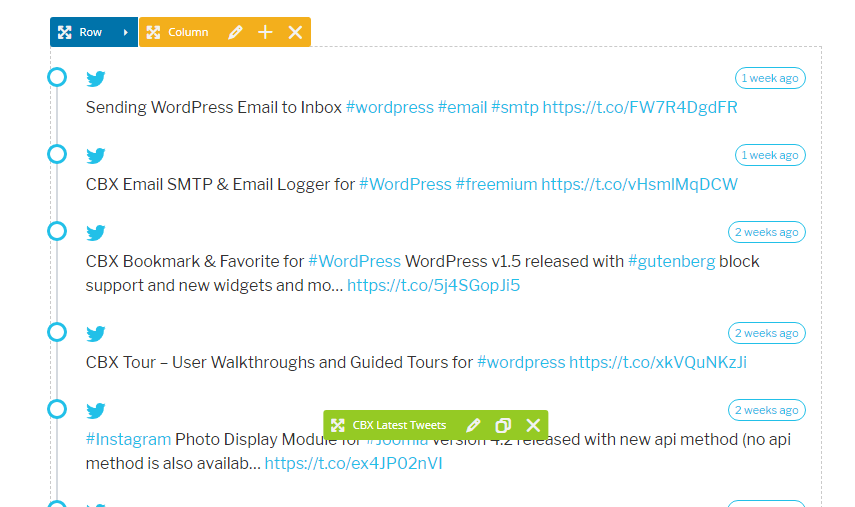 Row Column
1 week ago
Sending WordPress Email to Inbox #wordpress #email #smtp https://t.co/FW7R4DgdFR
1 week ago
CBX Email SMTP & Email Logger for #WordPress #freemium https://t.co/vHsmlMqDCW
2 weeks ago
CBX Bookmark & Favorite for #WordPress WordPress v1.5 released with #gutenberg block
support and new widgets and mo... https://t.co/5j4SGopJi5
2 weeks ago
CBX Tour – User Walkthroughs and Guided Tours for #wordpress https://t.co/xkVQuNKzJi
2 weeks ago
CBX Latest Tweets
#Instagram Photo Display Module for #Joomla version 4.2 released with new api method (no api
method is also availab... https://t.co/ex4JP02nVI